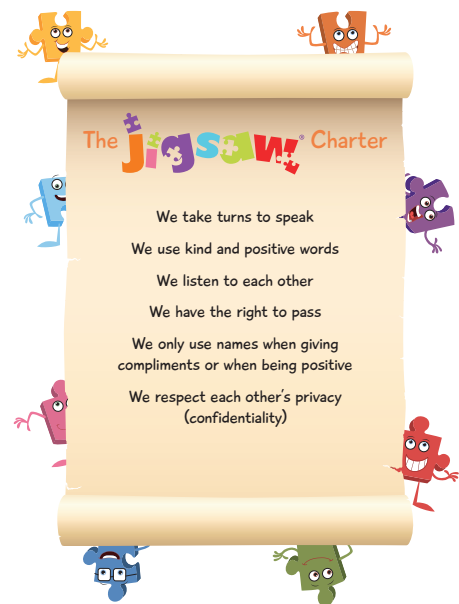 The Jigsaw® Charter
We take turns to speak
We use kind and positive words
We listen to each other
We have the right to pass
We only use names when giving
compliments or when being positive
We respect each other's privacy
(confidentiality)